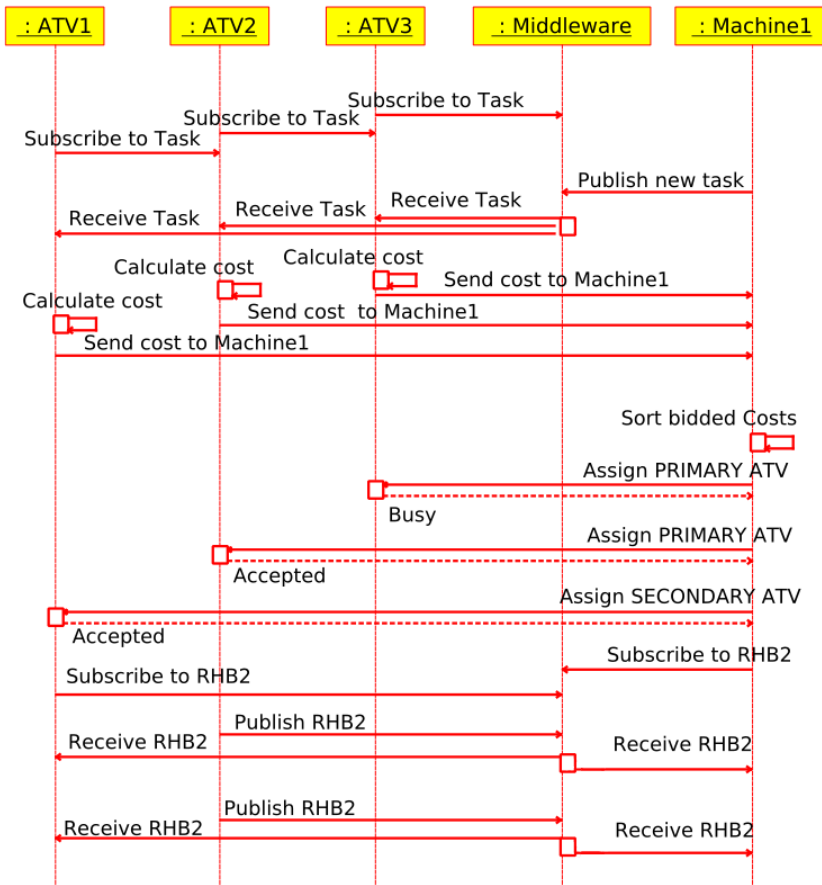 : ATV1
: ATV2
: ATV3
: Middleware
: Machine1
Subscribe to Task
Subscribe to Task
Subscribe to Task
Publish new task
Receive Task
Receive Task
Receive Task
Calculate cost
Calculate cost
Send cost to Machine1
Calculate cost
Send cost to Machine1
Send cost to Machine1
Sort bidded Costs
Assign PRIMARY ATV
Busy
Assign PRIMARY ATV
Accepted
Assign SECONDARY ATV
Accepted
Subscribe to RHB2
Subscribe to RHB2
Publish RHB2
Receive RHB2
Receive RHB2
Publish RHB2
Receive RHB2
Receive RHB2